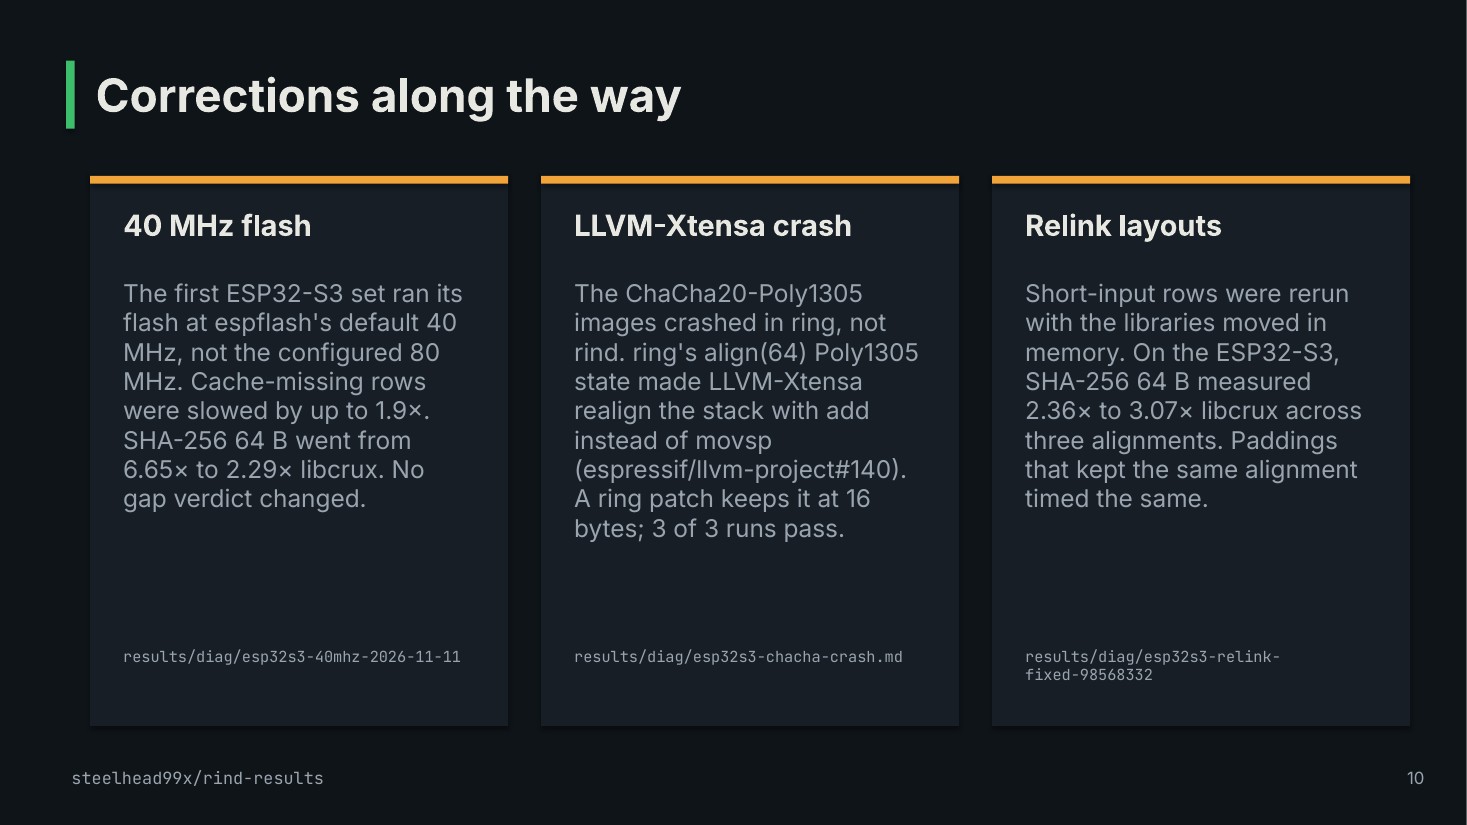 Corrections along the way
40 MHz flash
The first ESP32-S3 set ran its
flash at espflash's default 40
MHz, not the configured 80
MHz. Cache-missing rows
were slowed by up to 1.9×.
SHA-256 64 B went from
6.65× to 2.29× libcrux. No
gap verdict changed.
results/diag/esp32s3-40mhz-2026-11-11
LLVM-Xtensa crash
The ChaCha20-Poly1305
images crashed in ring, not
rind. ring's align(64) Poly1305
state made LLVM-Xtensa
realign the stack with add
instead of movsp
(espressif/llvm-project#140).
A ring patch keeps it at 16
bytes; 3 of 3 runs pass.
results/diag/esp32s3-chacha-crash.md
Relink layouts
Short-input rows were rerun
with the libraries moved in
memory. On the ESP32-S3,
SHA-256 64 B measured
2.36× to 3.07× libcrux across
three alignments. Paddings
that kept the same alignment
timed the same.
results/diag/esp32s3-relink-
fixed-98568332
steelhead99x/rind-results
10